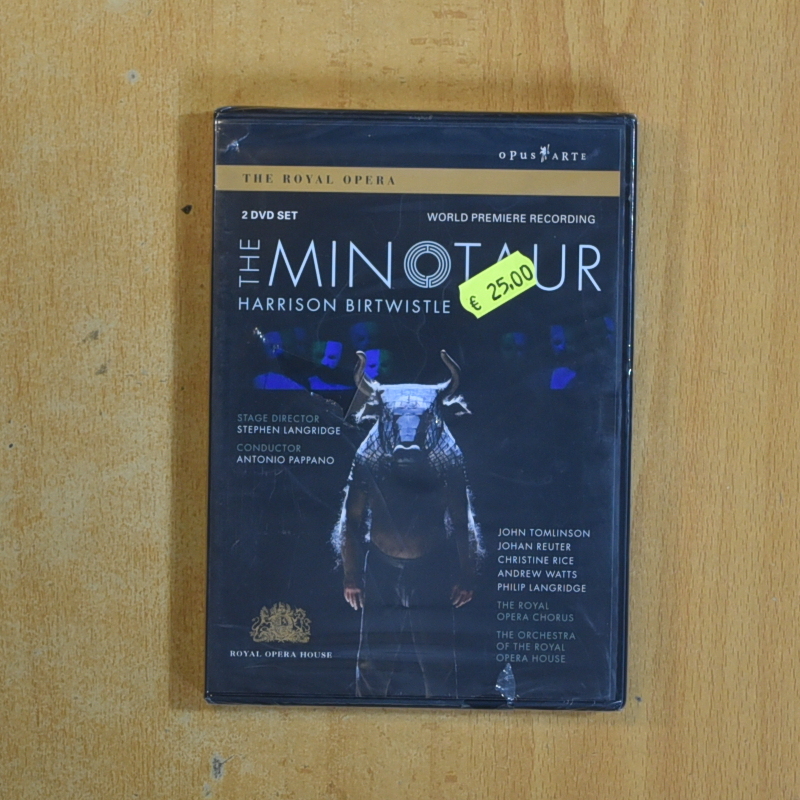 OPUS ARTE
THE ROYAL OPERA
2 DVD SET
WORLD PREMIERE RECORDING
THE MINOTAUR
€ 25.00
HARRISON BIRTWISTLE
STAGE DIRECTOR
STEPHEN LANGRIDGE
CONDUCTOR
ANTONIO PAPPANO
JOHN TOMLINSON
JOHAN REUTER
CHRISTINE RICE
ANDREW WATTS
PHILIP LANGRIDGE
THE ROYAL
OPERA CHORUS
THE ORCHESTRA
OF THE ROYAL
OPERA HOUSE
ROYAL OPERA HOUSE